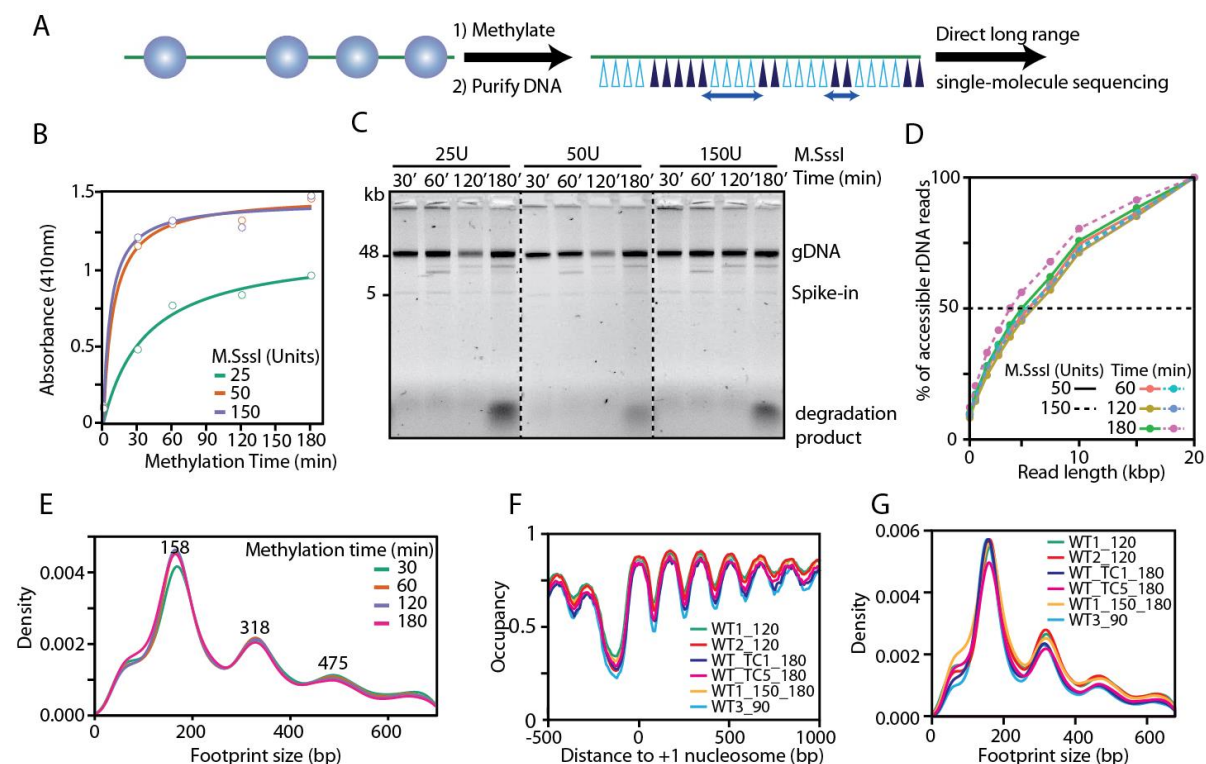 A
1) Methylate
2) Purify DNA
Direct long range
single-molecule sequencing
B
Absorbance (410nm)
1.5
1
0.5
0
M.SssI (Units)
25
50
150
0 30 60 90 120 150 180
Methylation Time (min)
C
25U 50U 150U M.SssI
30' 60' 120' 180' 30' 60' 120' 180' 30' 60' 120' 180' Time (min)
kb
48
5
gDNA
Spike-in
degradation
product
D
% of accessible rDNA reads
100
50
0
M.SssI (Units) Time (min)
50 60
150 120
180
0 5 10 20
Read length (kbp)
E
Density
0.004
0.002
0.000
158
318
475
Methylation time (min)
30
60
120
180
0 200 400 600
Footprint size (bp)
F
Occupancy
1
0.5
0
WT1_120
WT2_120
WT_TC1_180
WT_TC5_180
WT1_150_180
WT3_90
-500 0 500 1000
Distance to +1 nucleosome (bp)
G
Density
0.006
0.004
0.002
0.000
WT1_120
WT2_120
WT_TC1_180
WT_TC5_180
WT1_150_180
WT3_90
0 200 400 600
Footprint size (bp)